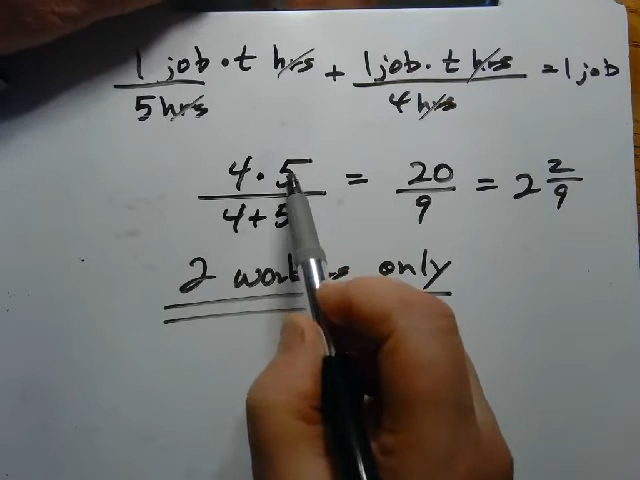 1 job · t hrs / 5 hrs + 1 job · t hrs / 4 hrs = 1 job
4 · 5 / 4 + 5 = 20 / 9 = 2 2/9
2 only